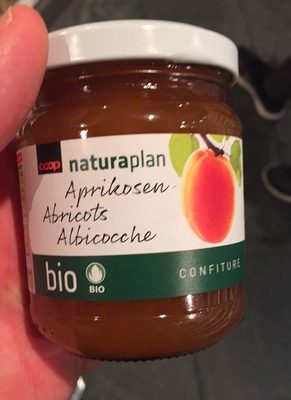 coop naturaplan
Aprikosen-
Abricots
Albicocche
bio BIO CONFITURE